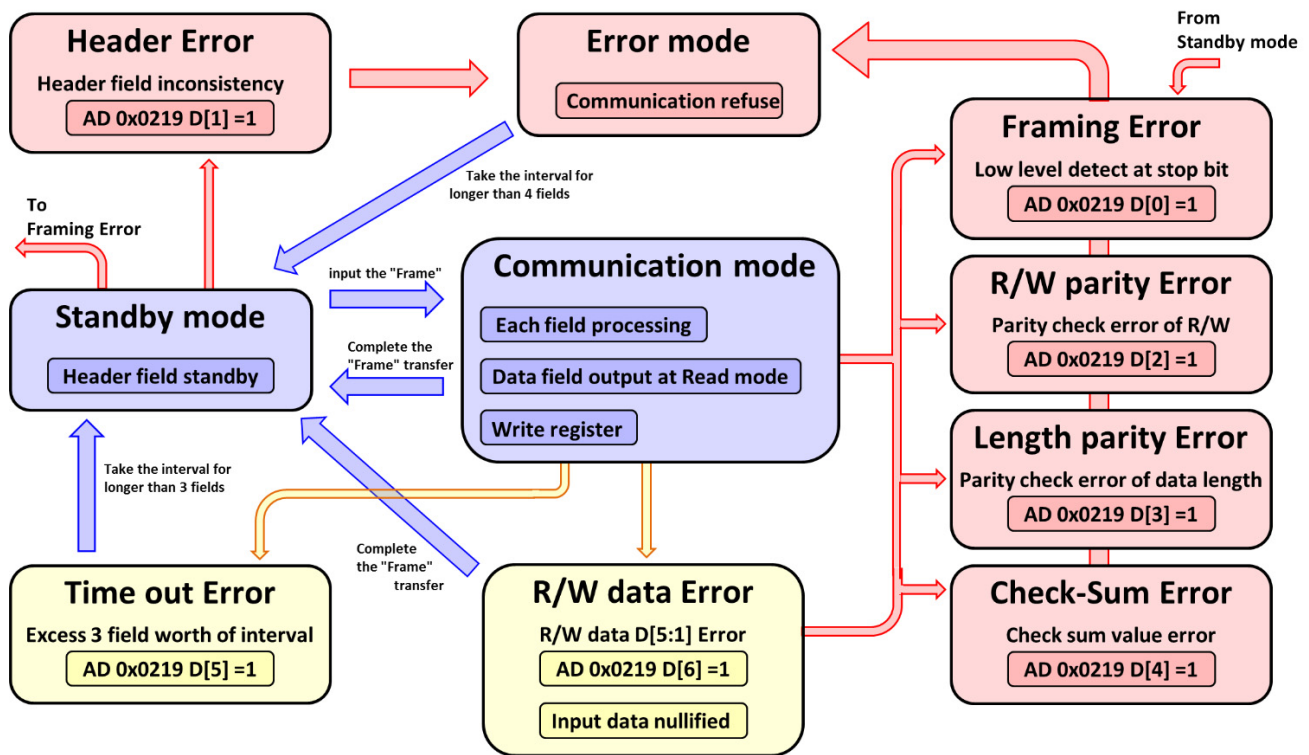 Header Error
Header field inconsistency
AD 0x0219 D[1] =1
Error mode
Communication refuse
From
Standby mode
Framing Error
Low level detect at stop bit
AD 0x0219 D[0] =1
Take the interval for
longer than 4 fields
To
Framing Error
Standby mode
Header field standby
input the "Frame"
Complete the
"Frame" transfer
Communication mode
Each field processing
Data field output at Read mode
Write register
R/W parity Error
Parity check error of R/W
AD 0x0219 D[2] =1
Length parity Error
Parity check error of data length
AD 0x0219 D[3] =1
Take the interval for
longer than 3 fields
Complete
the "Frame"
transfer
Time out Error
Excess 3 field worth of interval
AD 0x0219 D[5] =1
R/W data Error
R/W data D[5:1] Error
AD 0x0219 D[6] =1
Input data nullified
Check-Sum Error
Check sum value error
AD 0x0219 D[4] =1